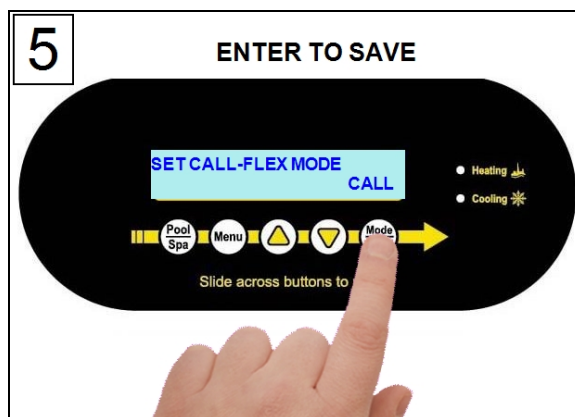 5
ENTER TO SAVE
SET CALL-FLEX MODE
CALL
Heating
Cooling
Pool
Spa
Menu
Mode
Slide across buttons to